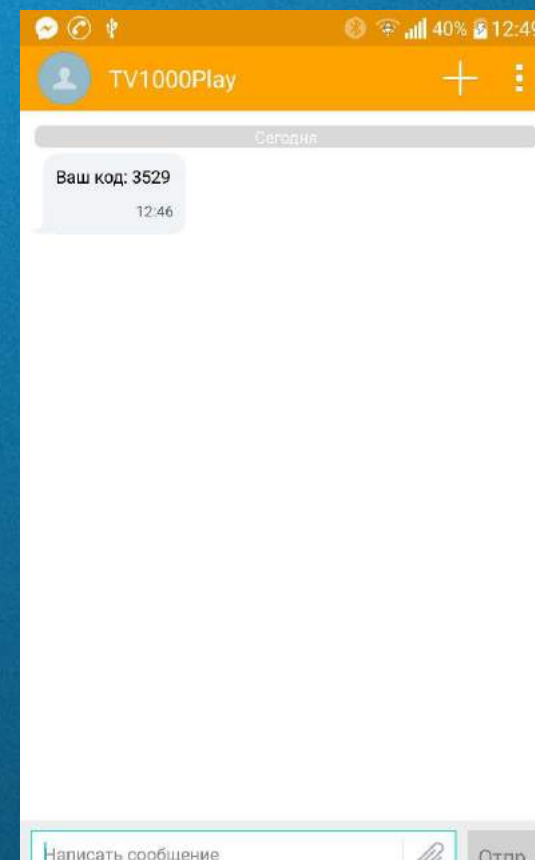 40% 12:49
TV1000Play
Сегодня
Ваш код: 3529
12:46
Написать сообщение
Отпр